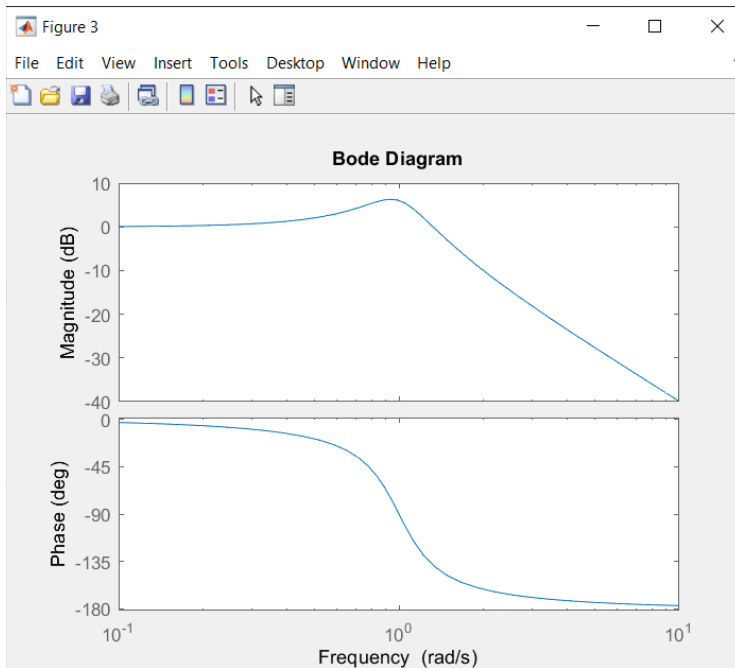 Figure 3
File Edit View Insert Tools Desktop Window Help
Bode Diagram
Magnitude (dB)
10
0
-10
-20
-30
-40
Phase (deg)
0
-45
-90
-135
-180
10-1 100 101
Frequency (rad/s)